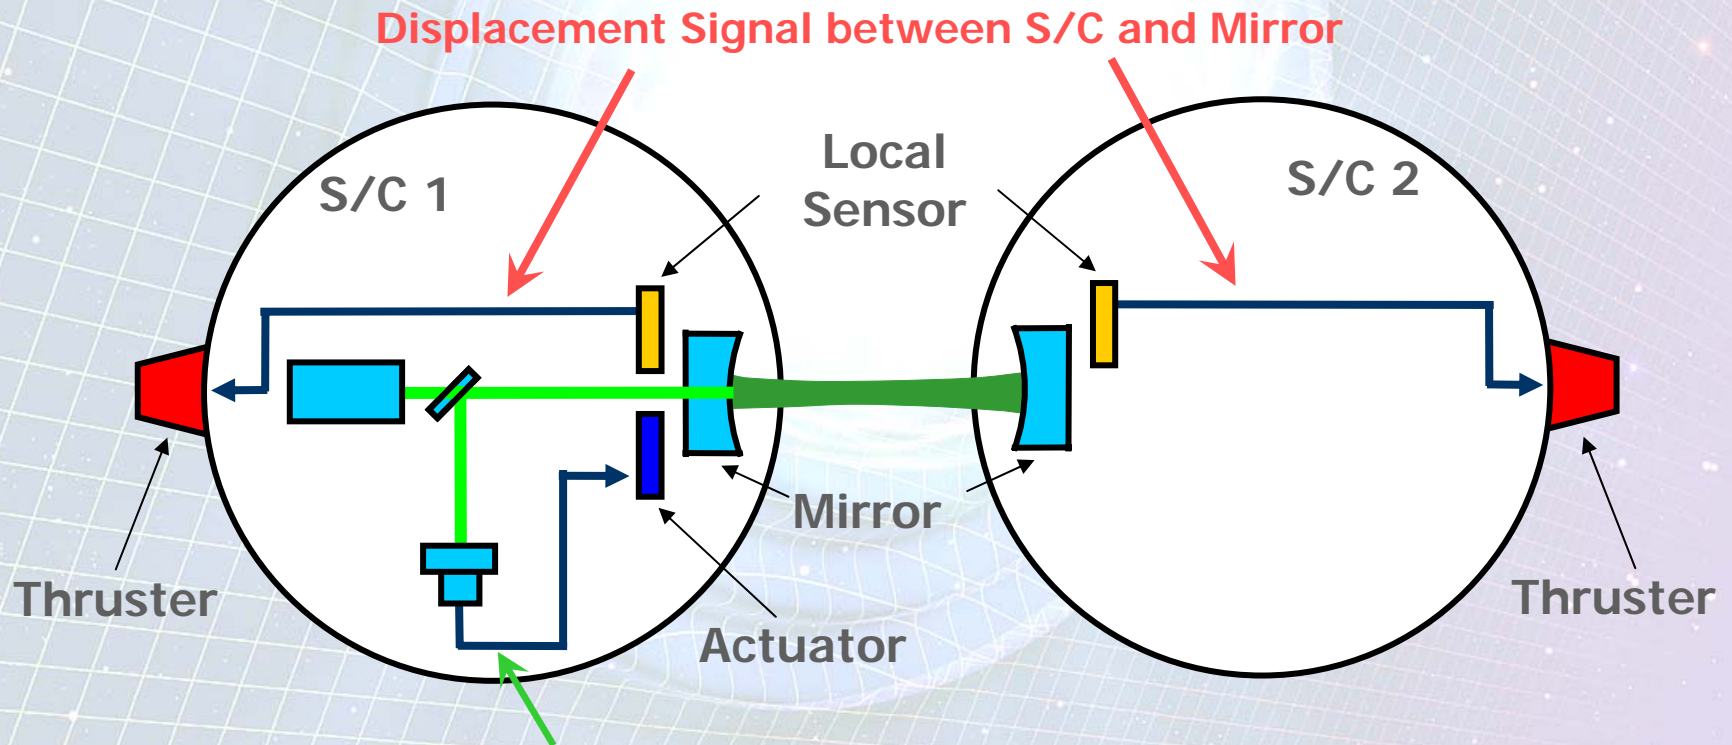 Displacement Signal between S/C and Mirror
Local
Sensor
S/C 1
S/C 2
Mirror
Thruster
Thruster
Actuator